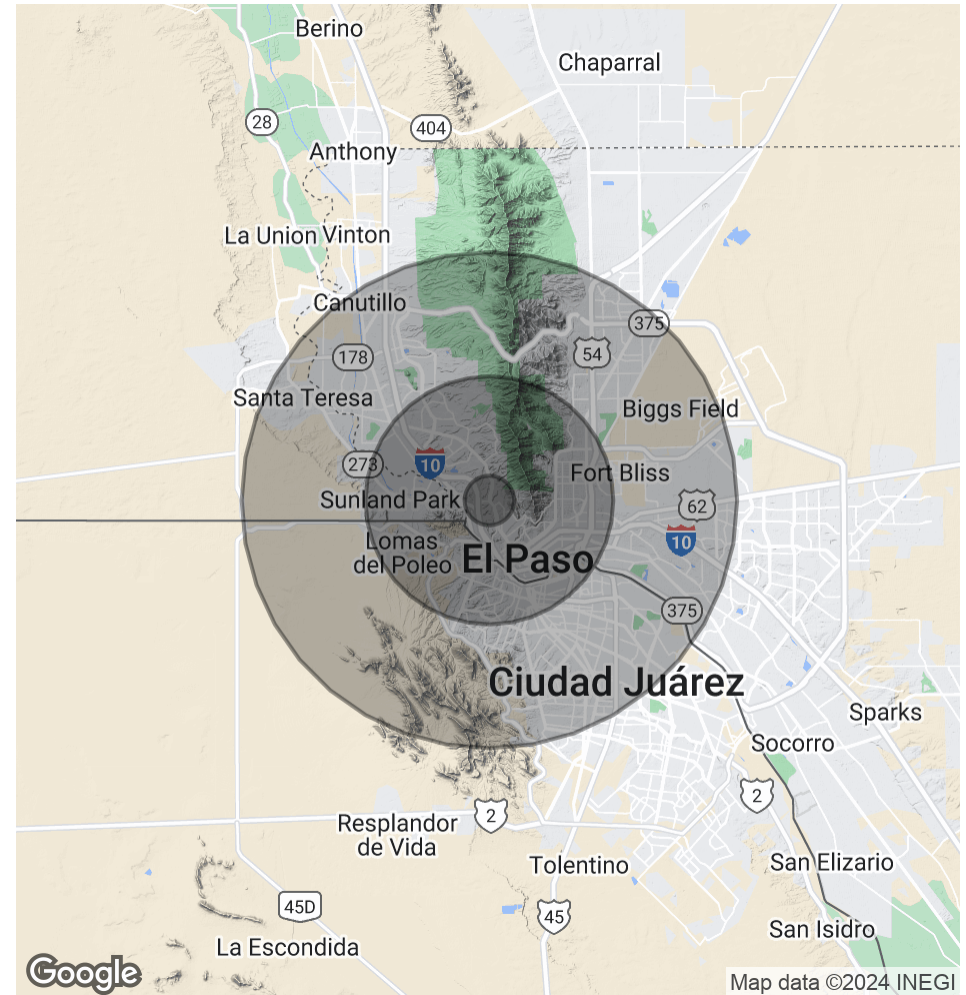 Berino
Chaparral
28
404
Anthony
La Union
Vinton
Canutillo
375
178
54
Santa Teresa
Biggs Field
273
10
Fort Bliss
Sunland Park
62
Lomas
del Poleo
El Paso
10
375
Ciudad Juárez
Sparks
Socorro
2
2
Resplandor
de Vida
Tolentino
San Elizario
45D
45
San Isidro
La Escondida
Google
Map data ©2024 INEGI